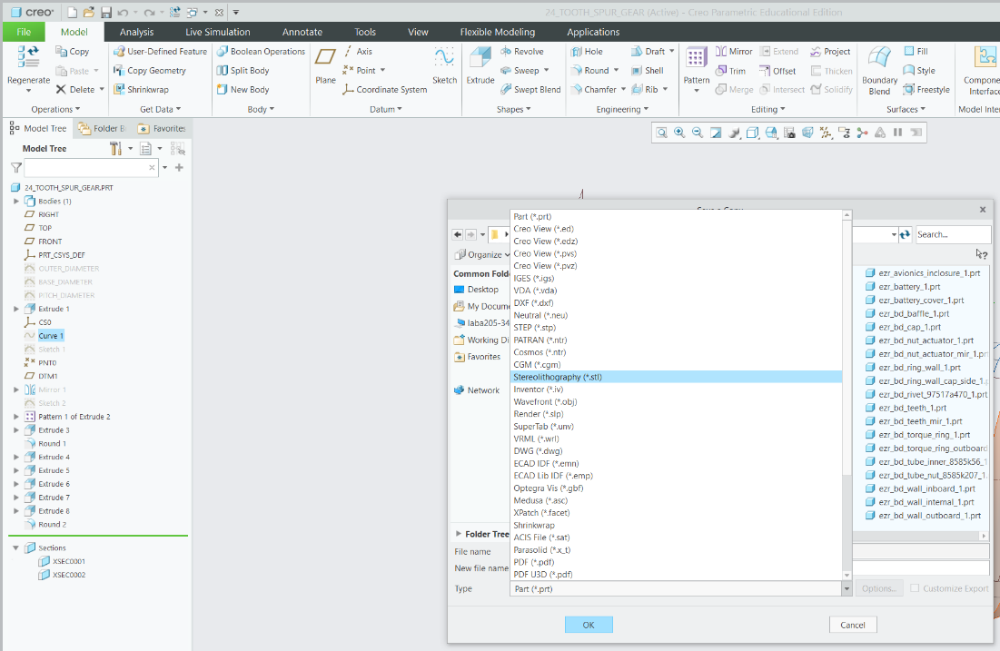 creo®
24_TOOTH_SPUR_GEAR (Active) - Creo Parametric Educational Edition
File Model Analysis Live Simulation Annotate Tools View Flexible Modeling Applications
Regenerate
Copy
Paste
Delete
Operations
User-Defined Feature
Copy Geometry
Shrinkwrap
Get Data
Boolean Operations
Split Body
New Body
Body
Plane
Axis
Point
Coordinate System
Sketch
Datum
Extrude
Revolve
Sweep
Swept Blend
Shapes
Hole
Round
Chamfer
Draft
Shell
Rib
Engineering
Pattern
Mirror
Trim
Merge
Extend
Offset
Intersect
Project
Thicken
Solidify
Editing
Boundary
Blend
Fill
Style
Freestyle
Surfaces
Interface
Model Tree
Favorites
Model Tree
24_TOOTH_SPUR_GEAR.PRT
Bodies (1)
RIGHT
TOP
FRONT
PRT_CSYS_DEF
OUTER_DIAMETER
BASE_DIAMETER
PITCH_DIAMETER
Extrude 1
CS0
Curve 1
Sketch 1
PNT0
DTM1
Mirror 1
Sketch 2
Pattern 1 of Extrude 2
Extrude 3
Round 1
Extrude 4
Extrude 5
Extrude 6
Extrude 7
Extrude 8
Round 2
Sections
XSEC0001
XSEC0002
Search...
Organize
Common
Desktop
My
Working
Favorites
Network
Folder Tree
File name
New file name
Type
Part (*.prt)
Creo View (*.ed)
Creo View (*.edz)
Creo View (*.pvs)
Creo View (*.pvz)
IGES (*.igs)
VDA (*.vda)
DXF (*.dxf)
Neutral (*.neu)
STEP (*.stp)
PATRAN (*.ntr)
Cosmos (*.ntr)
CGM (*.cgm)
Stereolithography (*.stl)
Inventor (*.iv)
Wavefront (*.obj)
Render (*.slp)
SuperTab (*.unv)
VRML (*.wrl)
DWG (*.dwg)
ECAD IDF (*.emn)
ECAD Lib IDF (*.emp)
Optegra Vis (*.gbf)
Medusa (*.asc)
XPatch (*.facet)
Shrinkwrap
ACIS File (*.sat)
Parasolid (*.x_t)
PDF (*.pdf)
PDF U3D (*.pdf)
Part (*.prt)
ezr_avionics_inclosure_1.prt
ezr_battery_1.prt
ezr_battery_cover_1.prt
ezr_bd_baffle_1.prt
ezr_bd_cap_1.prt
ezr_bd_nut_actuator_1.prt
ezr_bd_nut_actuator_mir_1.prt
ezr_bd_ring_wall_1.prt
ezr_bd_ring_wall_cap_side_1.p
ezr_bd_rivet_97517a470_1.prt
ezr_bd_teeth_1.prt
ezr_bd_teeth_mir_1.prt
ezr_bd_torque_ring_1.prt
ezr_bd_torque_ring_outboard
ezr_bd_tube_inner_8585k56_1
ezr_bd_tube_nut_8585k207_1.
ezr_bd_wall_inboard_1.prt
ezr_bd_wall_internal_1.prt
ezr_bd_wall_outboard_1.prt
Options...
Customize Export
OK
Cancel